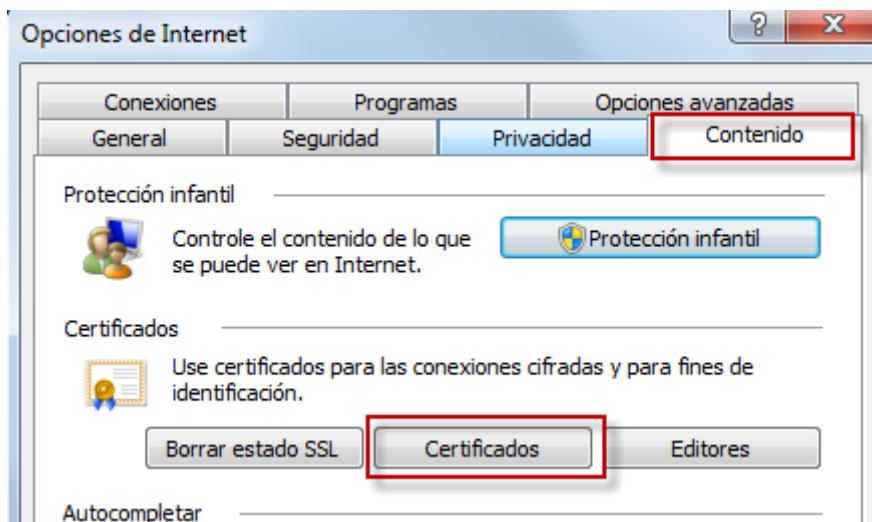 Opciones de Internet
?
X
Conexiones
Programas
Opciones avanzadas
General
Seguridad
Privacidad
Contenido
Protección infantil
Controle el contenido de lo que
se puede ver en Internet.
Protección infantil
Certificados
Use certificados para las conexiones cifradas y para fines de
identificación.
Borrar estado SSL
Certificados
Editores
Autocompletar